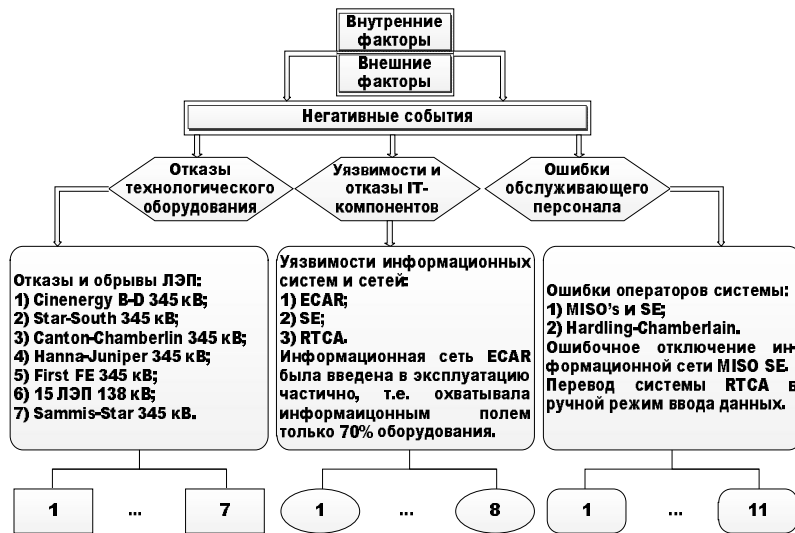 Внутренние
факторы
Внешние
факторы
Негативные события
Отказы
технологического
оборудования
Уязвимости и
отказы IT-
компонентов
Ошибки
обслуживающего
персонала
Отказы и обрывы ЛЭП:
1) Cinenergy B-D 345 кВ;
2) Star-South 345 кВ;
3) Canton-Chamberlin 345 кВ;
4) Hanna-Juniper 345 кВ;
5) First FE 345 кВ;
6) 15 ЛЭП 138 кВ;
7) Sammis-Star 345 кВ.
Уязвимости информационных
систем и сетей:
1) ECAR;
2) SE;
3) RTCA.
Информационная сеть ECAR
была введена в эксплуатацию
частично, т.е. охватывала
информаицонным полем
только 70% оборудования.
Ошибки операторов системы:
1) MISO's и SE;
2) Hardling-Chamberlain.
Ошибочное отключение ин-
формационной сети MISO SE.
Перевод системы RTCA в
ручной режим ввода данных.
1 ... 7
1 ... 8
1 ... 11